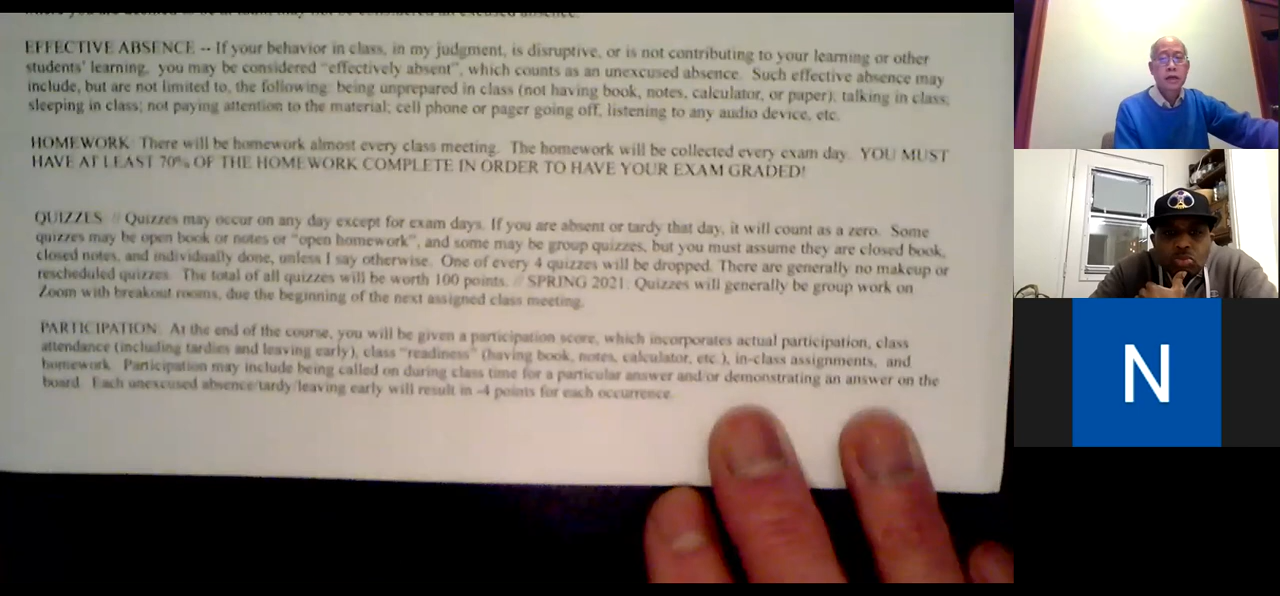 where you are deemed to be at fault, may not be considered an excused absence.
EFFECTIVE ABSENCE -- If your behavior in class, in my judgment, is disruptive, or is not contributing to your learning or other
students' learning, you may be considered "effectively absent", which counts as an unexcused absence. Such effective absence may
include, but are not limited to, the following: being unprepared in class (not having book, notes, calculator, or paper); talking in class;
sleeping in class; not paying attention to the material; cell phone or pager going off, listening to any audio device, etc.
HOMEWORK: There will be homework almost every class meeting. The homework will be collected every exam day. YOU MUST
HAVE AT LEAST 70% OF THE HOMEWORK COMPLETE IN ORDER TO HAVE YOUR EXAM GRADED!
QUIZZES // Quizzes may occur on any day except for exam days. If you are absent or tardy that day, it will count as a zero. Some
quizzes may be open book or notes or "open homework", and some may be group quizzes, but you must assume they are closed book,
closed notes, and individually done, unless I say otherwise. One of every 4 quizzes will be dropped. There are generally no makeup or
rescheduled quizzes. The total of all quizzes will be worth 100 points. // SPRING 2021: Quizzes will generally be group work on
Zoom with breakout rooms, due the beginning of the next assigned class meeting.
PARTICIPATION: At the end of the course, you will be given a participation score, which incorporates actual participation, class
attendance (including tardies and leaving early), class "readiness" (having book, notes, calculator, etc.), in-class assignments, and
homework. Participation may include being called on during class time for a particular answer and/or demonstrating an answer on the
board. Each unexcused absence/tardy/leaving early will result in -4 points for each occurrence.
N